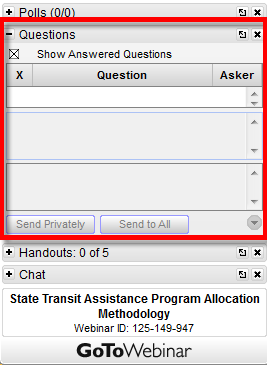 Polls (0/0)
Questions
Show Answered Questions
X Question Asker
Send Privately Send to All
Handouts: 0 of 5
Chat
State Transit Assistance Program Allocation
Methodology
Webinar ID: 125-149-947
GoToWebinar